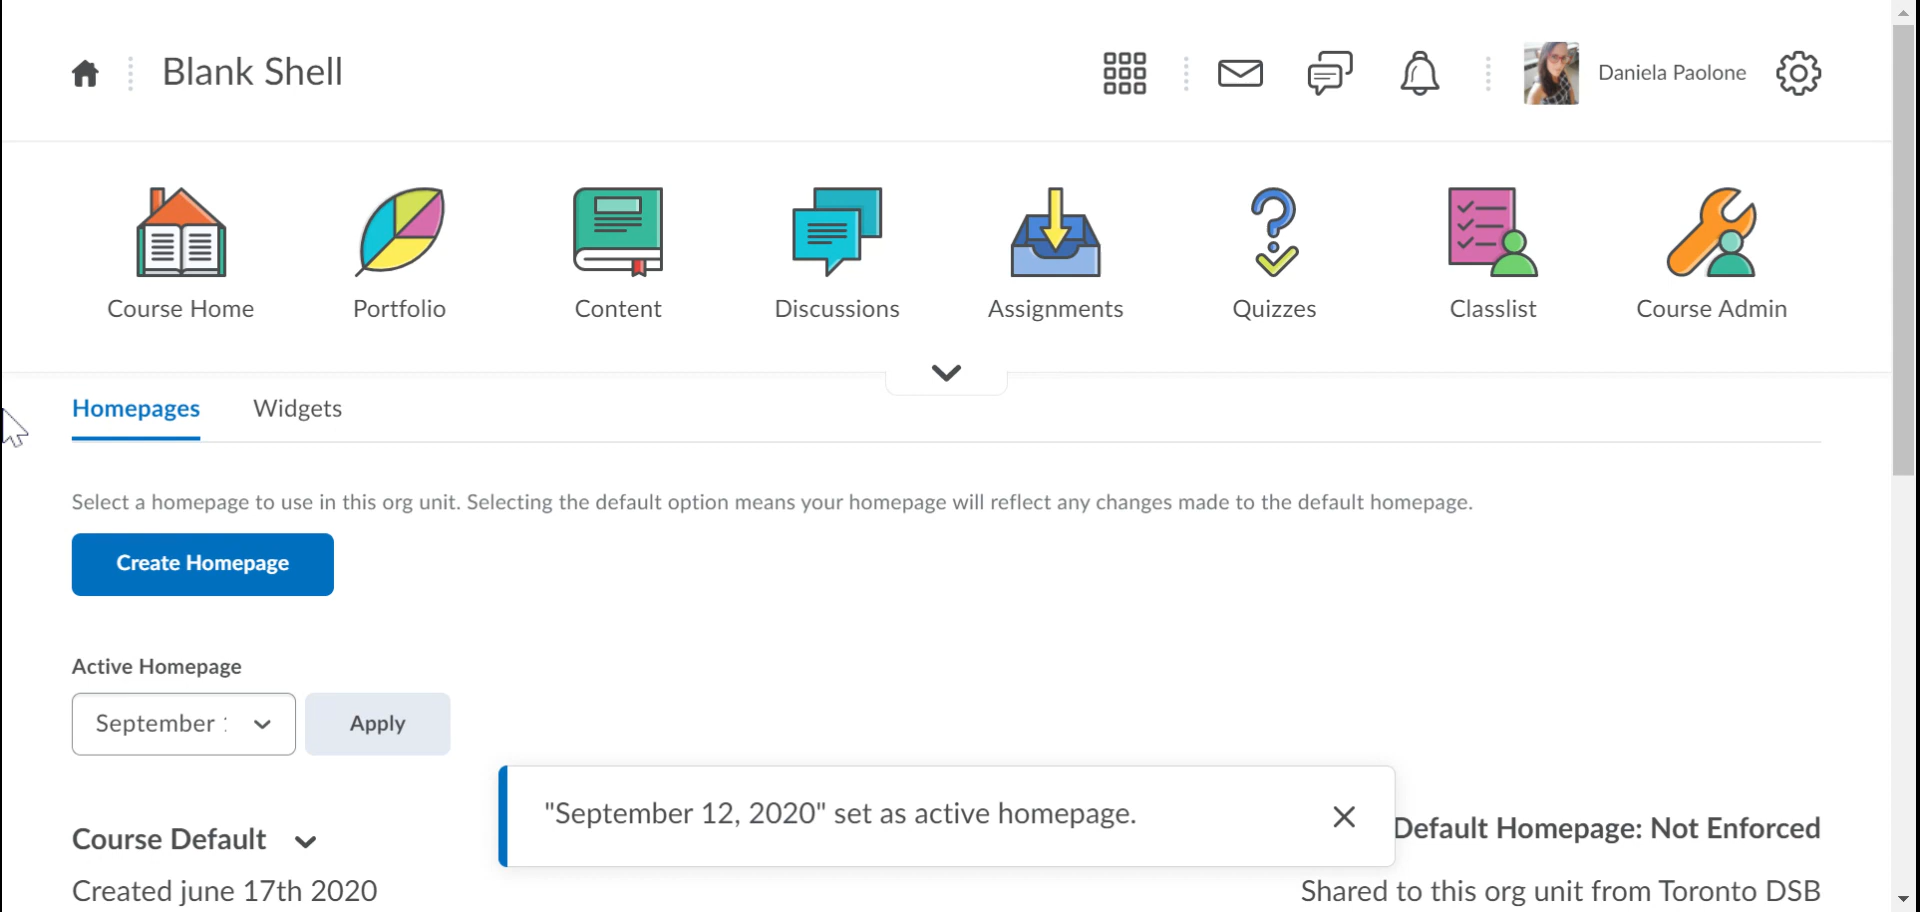 Blank Shell
Daniela Paolone
Course Home
Portfolio
Content
Discussions
Assignments
Quizzes
Classlist
Course Admin
Homepages
Widgets
Select a homepage to use in this org unit. Selecting the default option means your homepage will reflect any changes made to the default homepage.
Create Homepage
Active Homepage
September
Apply
"September 12, 2020" set as active homepage.
Course Default
Default Homepage: Not Enforced
Created june 17th 2020
Shared to this org unit from Toronto DSB